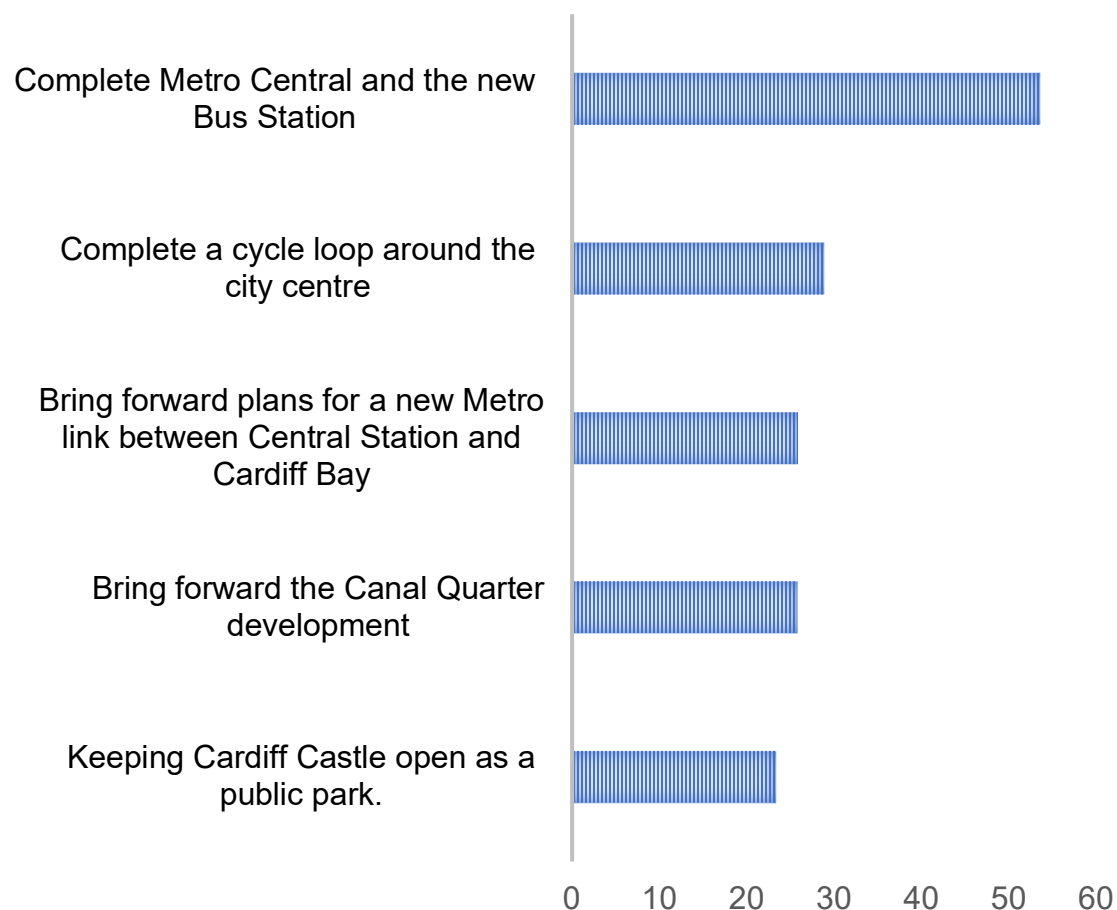 Complete Metro Central and the new
Bus Station
Complete a cycle loop around the
city centre
Bring forward plans for a new Metro
link between Central Station and
Cardiff Bay
Bring forward the Canal Quarter
development
Keeping Cardiff Castle open as a
public park.
0 10 20 30 40 50 60